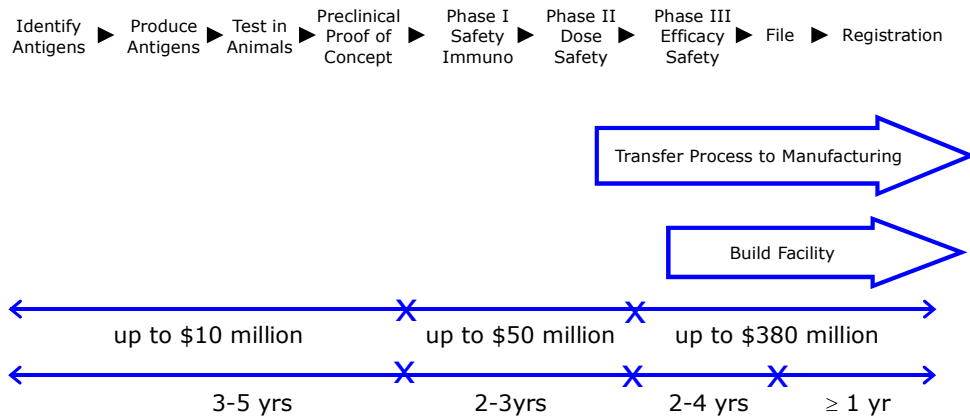 Identify
Antigens
Produce
Antigens
Test in
Animals
Preclinical
Proof of
Concept
Phase I
Safety
Immuno
Phase II
Dose
Safety
Phase III
Efficacy
Safety
File
Registration
Transfer Process to Manufacturing
Build Facility
up to $10 million
up to $50 million
up to $380 million
3-5 yrs
2-3yrs
2-4 yrs
≥ 1 yr